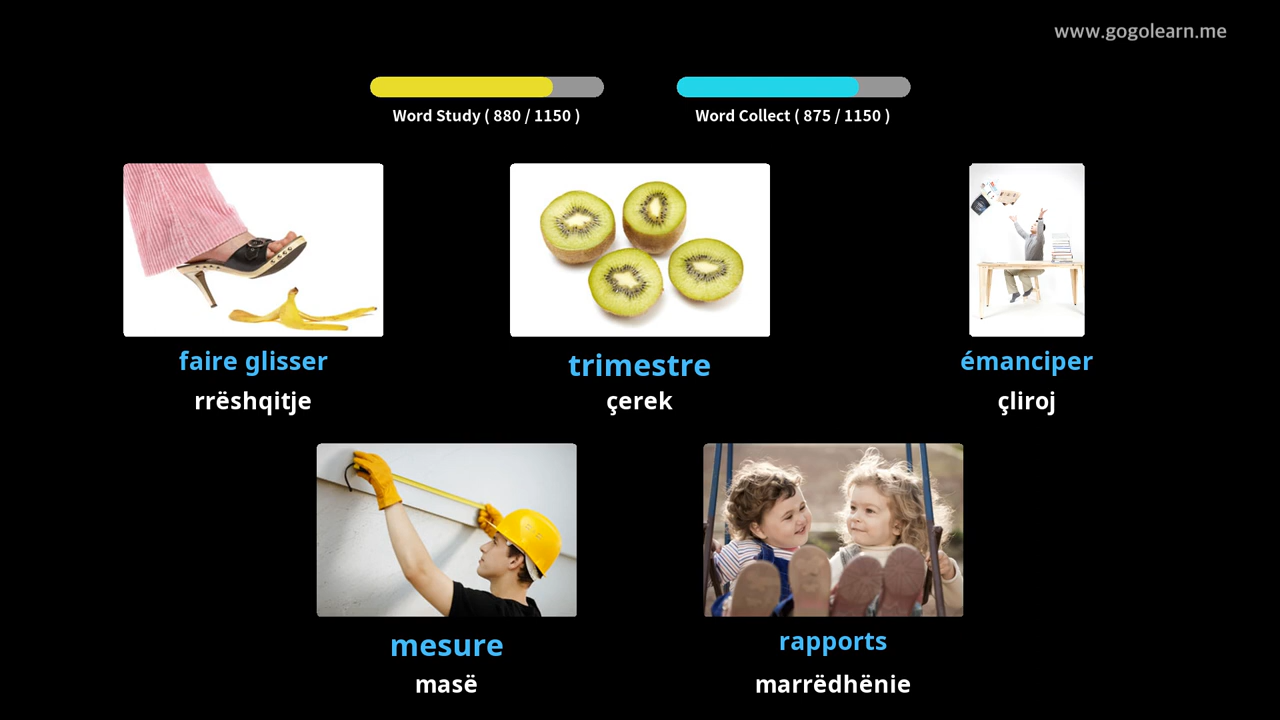 www.gogolearn.me
Word Study ( 880 / 1150 )
Word Collect ( 875 / 1150 )
faire glisser
rrëshqitje
trimestre
çerek
émanciper
çliroj
mesure
masë
rapports
marrëdhënie